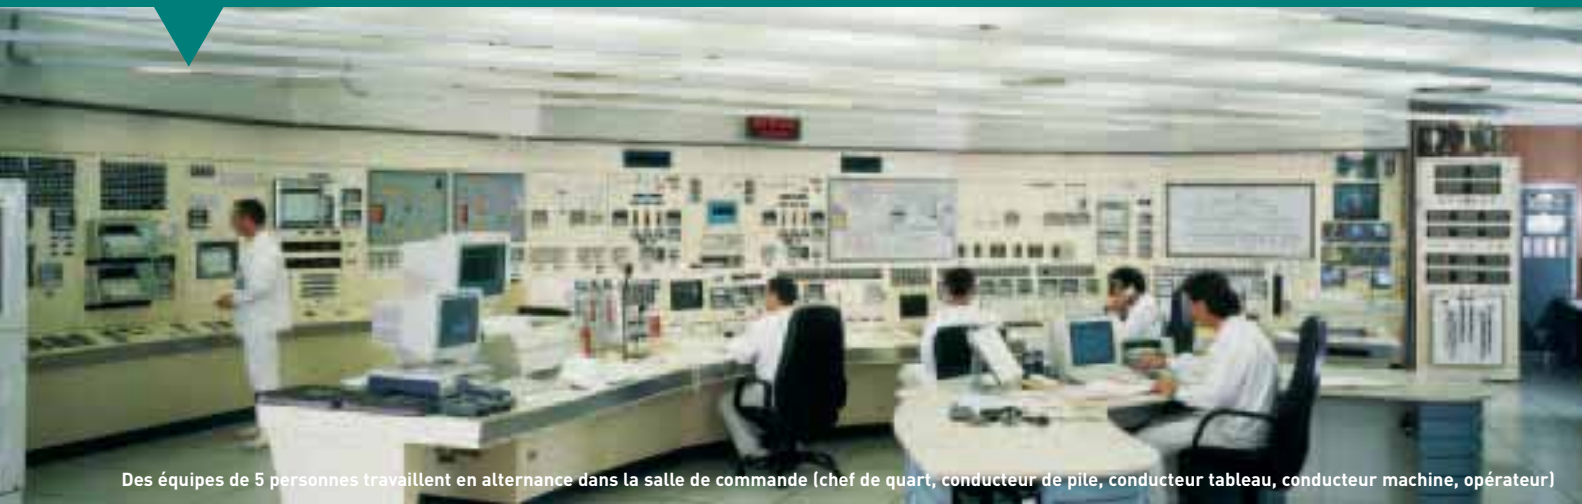 Des équipes de 5 personnes travaillent en alternance dans la salle de commande (chef de quart, conducteur de pile, conducteur tableau, conducteur machine, opérateur)